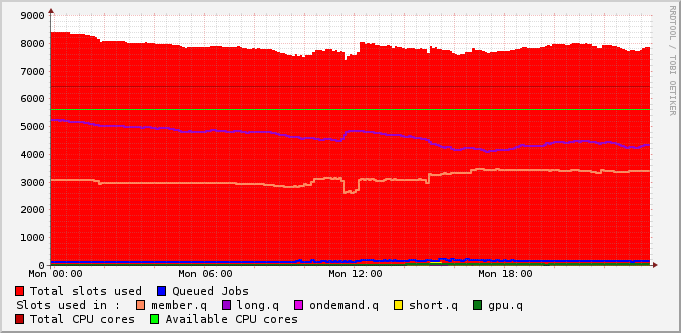 9000
8000
7000
6000
5000
4000
3000
2000
1000
0
Mon 00:00 Mon 06:00 Mon 12:00 Mon 18:00
Total slots used Queued Jobs
Slots used in : member.q long.q ondemand.q short.q gpu.q
Total CPU cores Available CPU cores
RRDTOOL / TOBI OETIKER